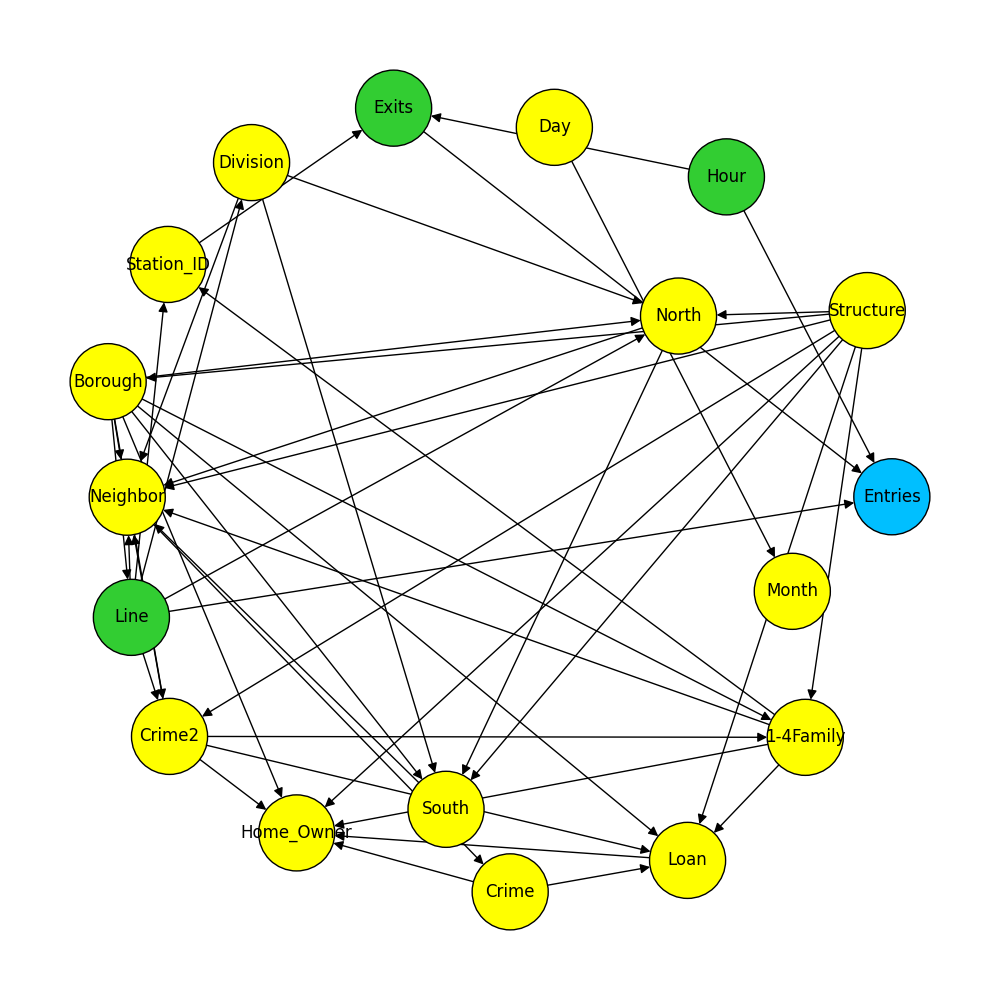 Exits
Day
Division
Hour
Station_ID
North
Structure
Borough
Neighbor
Entries
Month
Line
Crime2
1-4Family
South
Home_Owner
Loan
Crime